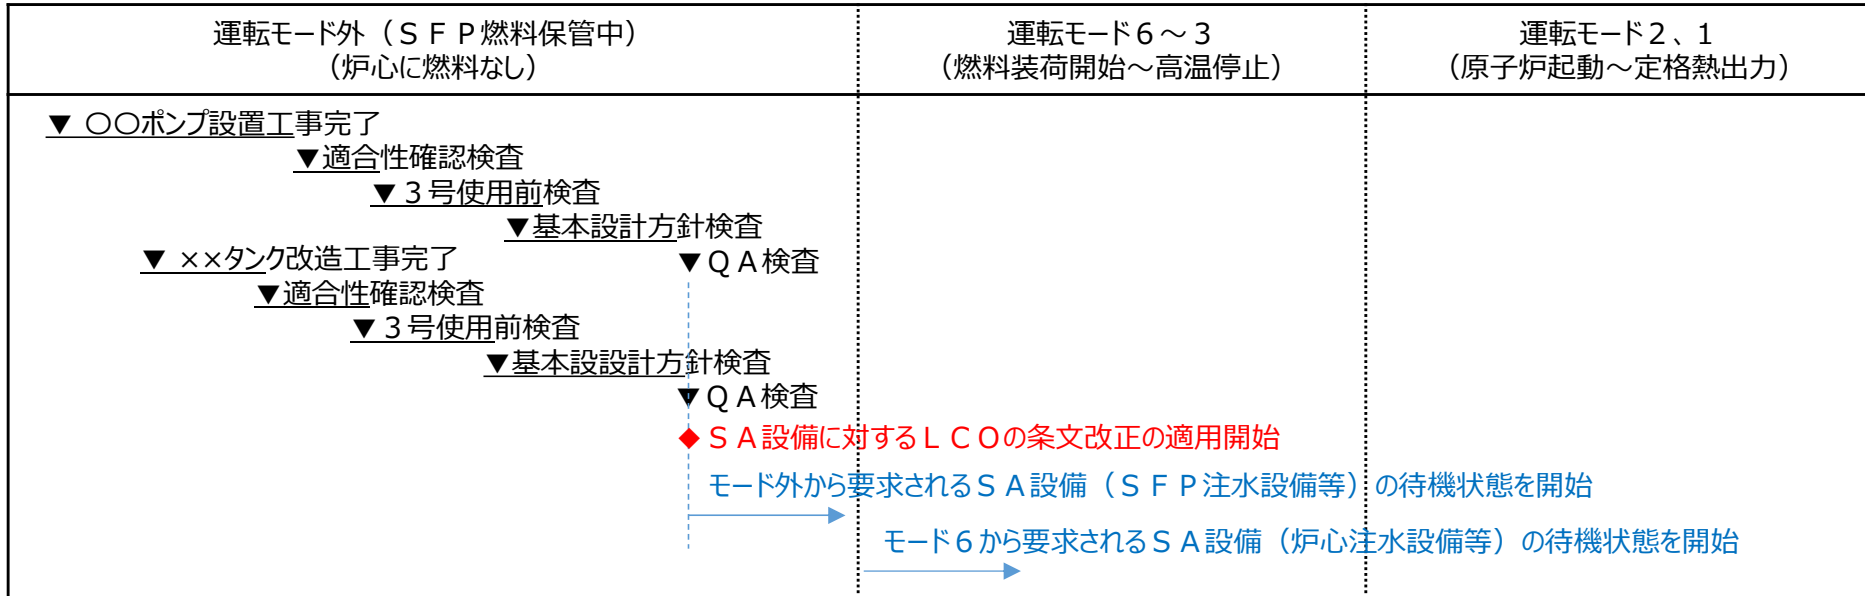 運転モード外（ＳＦＰ燃料保管中）
（炉心に燃料なし）
運転モード６～３
（燃料装荷開始～高温停止）
運転モード２、１
（原子炉起動～定格熱出力）
▼ 〇〇ポンプ設置工事完了
▼適合性確認検査
▼３号使用前検査
▼基本設計方針検査
▼ ××タンク改造工事完了
▼ＱＡ検査
▼適合性確認検査
▼３号使用前検査
▼基本設設計方針検査
▼ＱＡ検査
◆ＳＡ設備に対するＬＣＯの条文改正の適用開始
モード外から要求されるＳＡ設備（ＳＦＰ注水設備等）の待機状態を開始
モード６から要求されるＳＡ設備（炉心注水設備等）の待機状態を開始